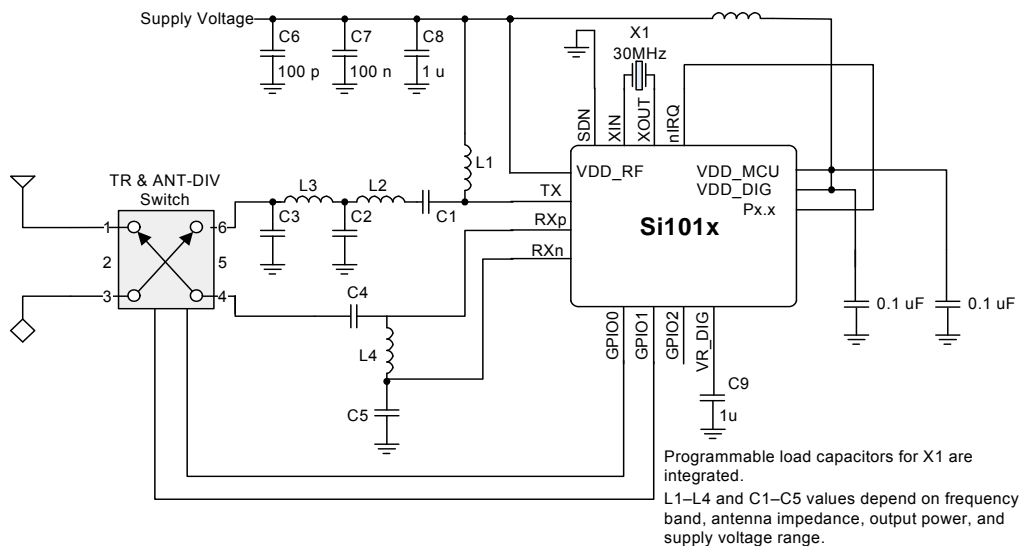 Supply Voltage
C6
100 p
C7
100 n
C8
1 u
X1
30MHz
SDN
XIN
XOUT
nIRQ
L1
VDD_RF
VDD_MCU
VDD_DIG
Px.x
TX
RXp
RXn
Si101x
TR & ANT-DIV
Switch
L3
L2
C1
C3
C2
1
2
3
6
5
4
C4
L4
C5
GPIO0
GPIO1
GPIO2
VR_DIG
C9
1u
0.1 uF
0.1 uF
Programmable load capacitors for X1 are
integrated.
L1–L4 and C1–C5 values depend on frequency
band, antenna impedance, output power, and
supply voltage range.